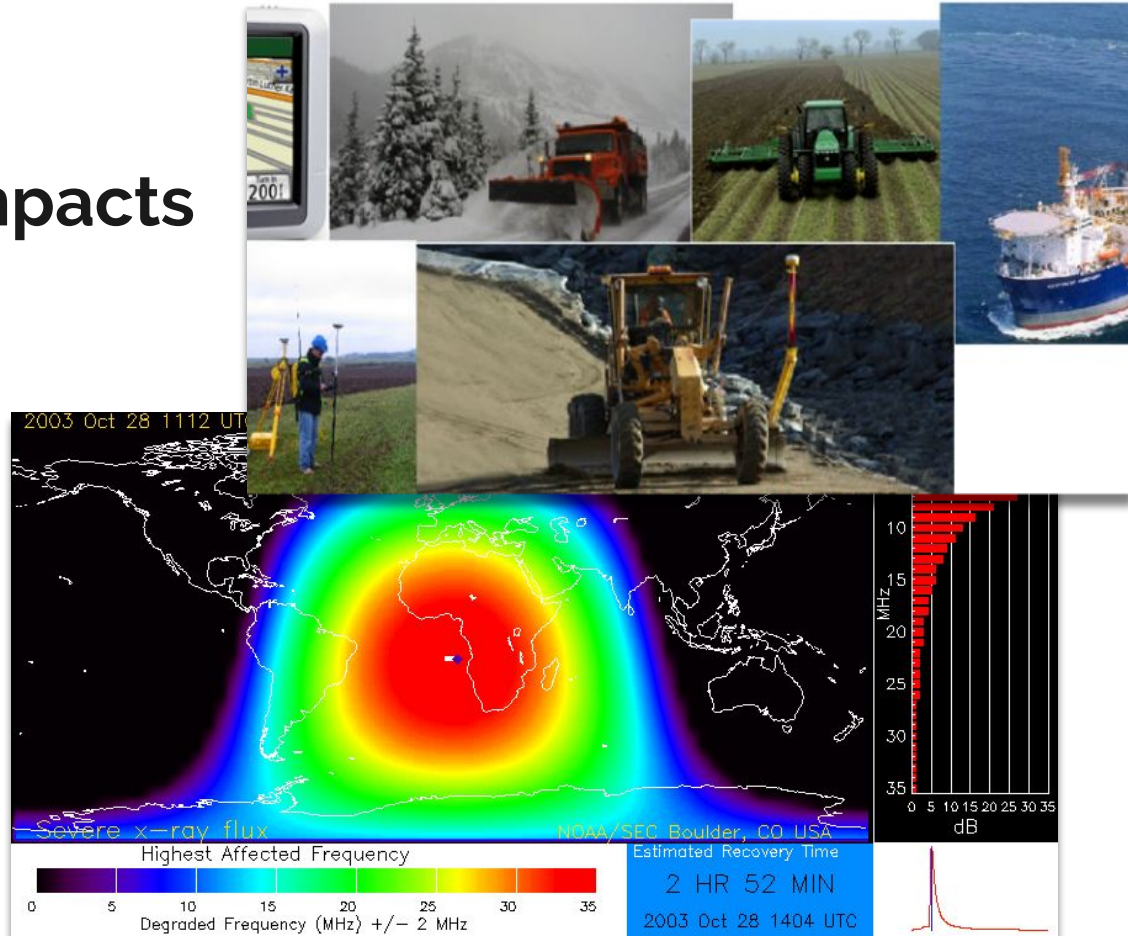 mpacts
Turn in
200
2003 Oct 28 1112 UTC
10
15
20
25
30
35
MHz
0 5 10 15 20 25 30 35
dB
Severe x-ray flux
NOAA/SEC Boulder, CO USA
Highest Affected Frequency
0 5 10 15 20 25 30 35
Degraded Frequency (MHz) +/- 2 MHz
Estimated Recovery Time
2 HR 52 MIN
2003 Oct 28 1404 UTC